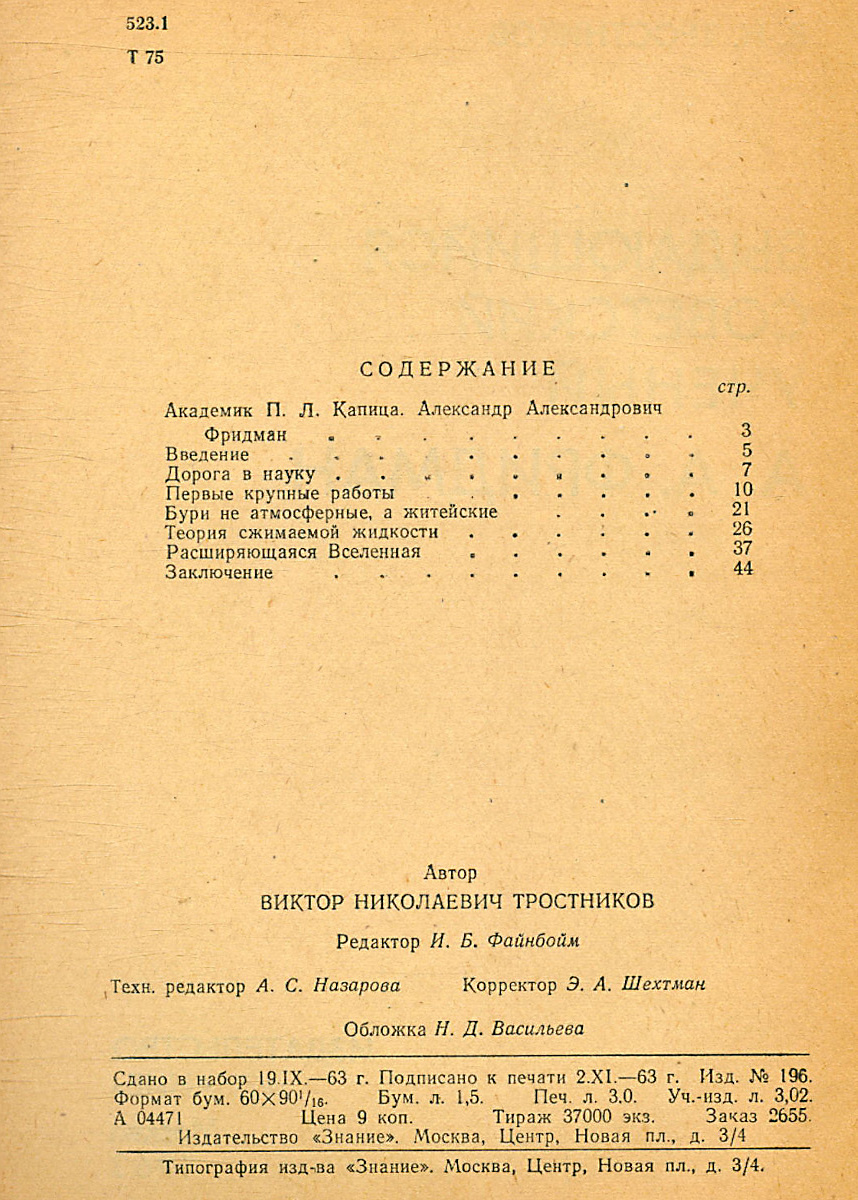 523.1
Т 75
СОДЕРЖАНИЕ
стр.
Академик П. Л. Капица. Александр Александрович
Фридман . . . . . . . . . 3
Введение . . . . . . . . . . 5
Дорога в науку . . . . . . . . . 7
Первые крупные работы . . . . . . 10
Бури не атмосферные, а житейские . . . . 21
Теория сжимаемой жидкости . . . . . . 26
Расширяющаяся Вселенная . . . . . . 37
Заключение . . . . . . . . . 44
Автор
ВИКТОР НИКОЛАЕВИЧ ТРОСТНИКОВ
Редактор И. Б. Файнбойм
Техн. редактор А. С. Назарова Корректор Э. А. Шехтман
Обложка Н. Д. Васильева
Сдано в набор 19.IX.—63 г. Подписано к печати 2.XI.—63 г. Изд. № 196.
Формат бум. 60×90¹/₁₆. Бум. л. 1,5. Печ. л. 3.0. Уч.-изд. л. 3,02.
А 04471 Цена 9 коп. Тираж 37000 экз. Заказ 2655.
Издательство «Знание». Москва, Центр, Новая пл., д. 3/4
Типография изд-ва «Знание». Москва, Центр, Новая пл., д. 3/4.